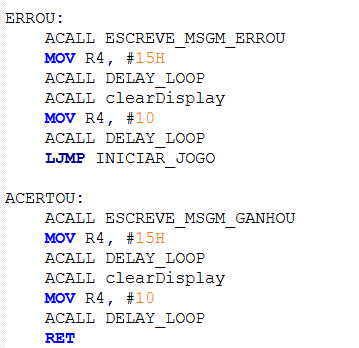 ERROU:
ACALL ESCREVE_MSGM_ERROU
MOV R4, #15H
ACALL DELAY_LOOP
ACALL clearDisplay
MOV R4, #10
ACALL DELAY_LOOP
LJMP INICIAR_JOGO
ACERTOU:
ACALL ESCREVE_MSGM_GANHOU
MOV R4, #15H
ACALL DELAY_LOOP
ACALL clearDisplay
MOV R4, #10
ACALL DELAY_LOOP
RET